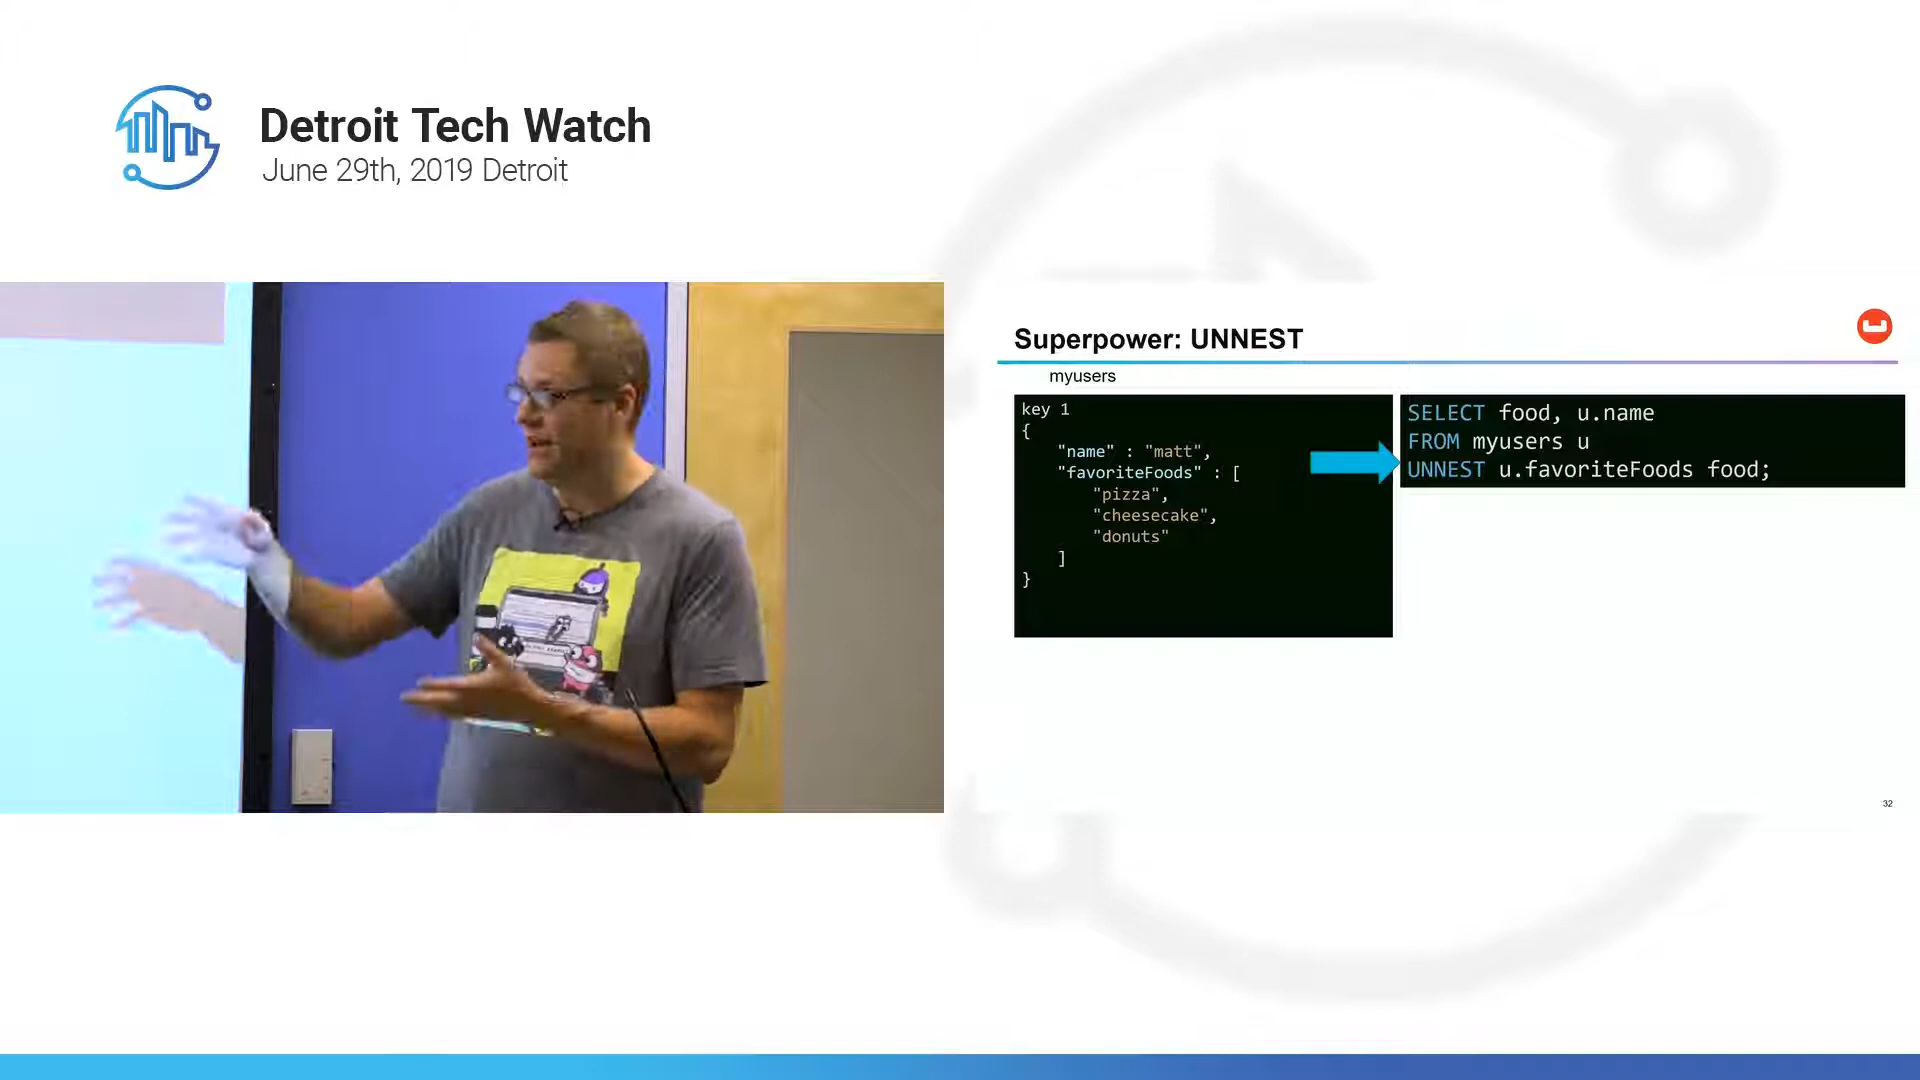 Detroit Tech Watch
June 29th, 2019 Detroit
Superpower: UNNEST
myusers
key 1
{
"name" : "matt",
"favoriteFoods" : [
"pizza",
"cheesecake",
"donuts"
]
}
SELECT food, u.name
FROM myusers u
UNNEST u.favoriteFoods food;
32